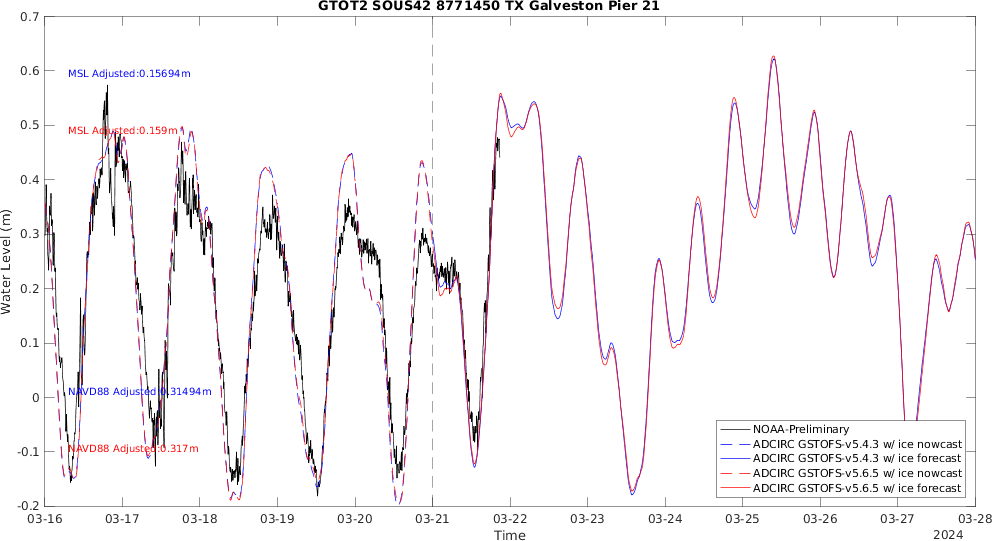 GTOT2 SOUS42 8771450 TX Galveston Pier 21
Water Level (m)
0.7
0.6
0.5
0.4
0.3
0.2
0.1
0
-0.1
-0.2
MSL Adjusted:0.15694m
MSL Adjusted:0.159m
NAVD88 Adjusted:0.31494m
NAVD88 Adjusted:0.317m
NOAA-Preliminary
ADCIRC GSTOFS-v5.4.3 w/ ice nowcast
ADCIRC GSTOFS-v5.4.3 w/ ice forecast
ADCIRC GSTOFS-v5.6.5 w/ ice nowcast
ADCIRC GSTOFS-v5.6.5 w/ ice forecast
03-16 03-17 03-18 03-19 03-20 03-21 03-22 03-23 03-24 03-25 03-26 03-27 03-28
Time
2024